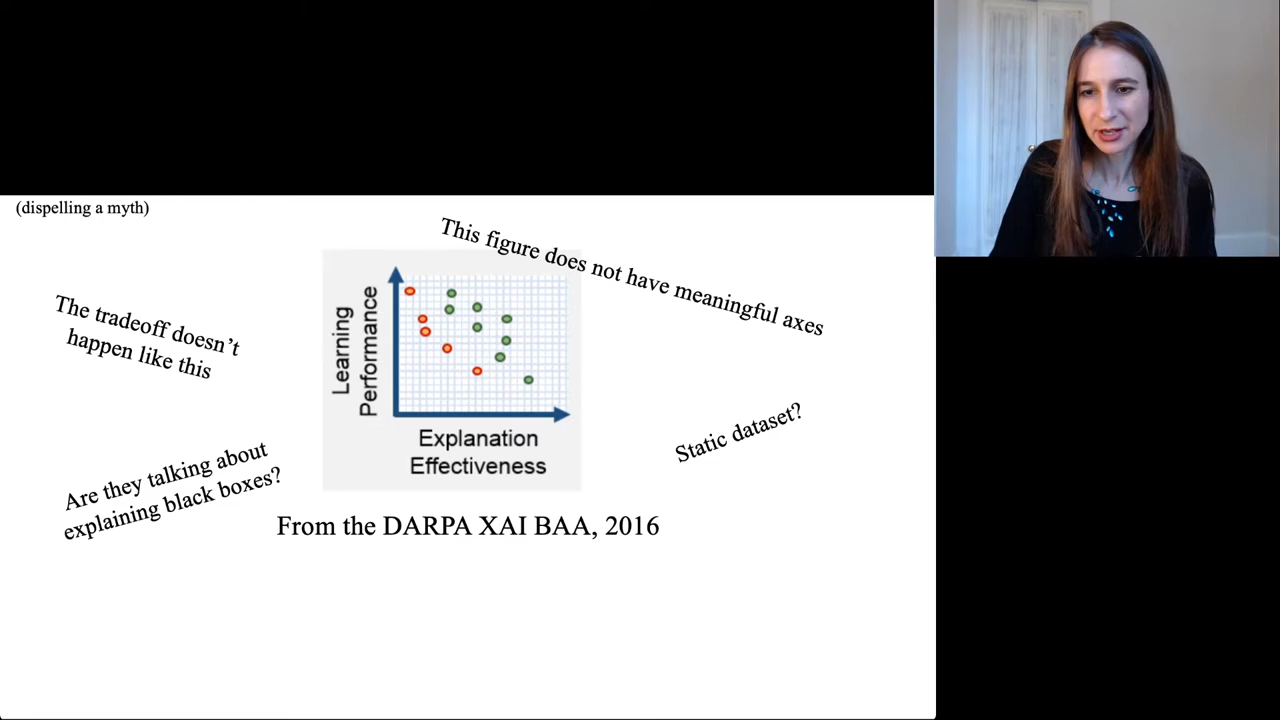 (dispelling a myth)
This figure does not have meaningful axes
The tradeoff doesn't
happen like this
Learning
Performance
Explanation
Effectiveness
Static dataset?
Are they talking about
explaining black boxes?
From the DARPA XAI BAA, 2016